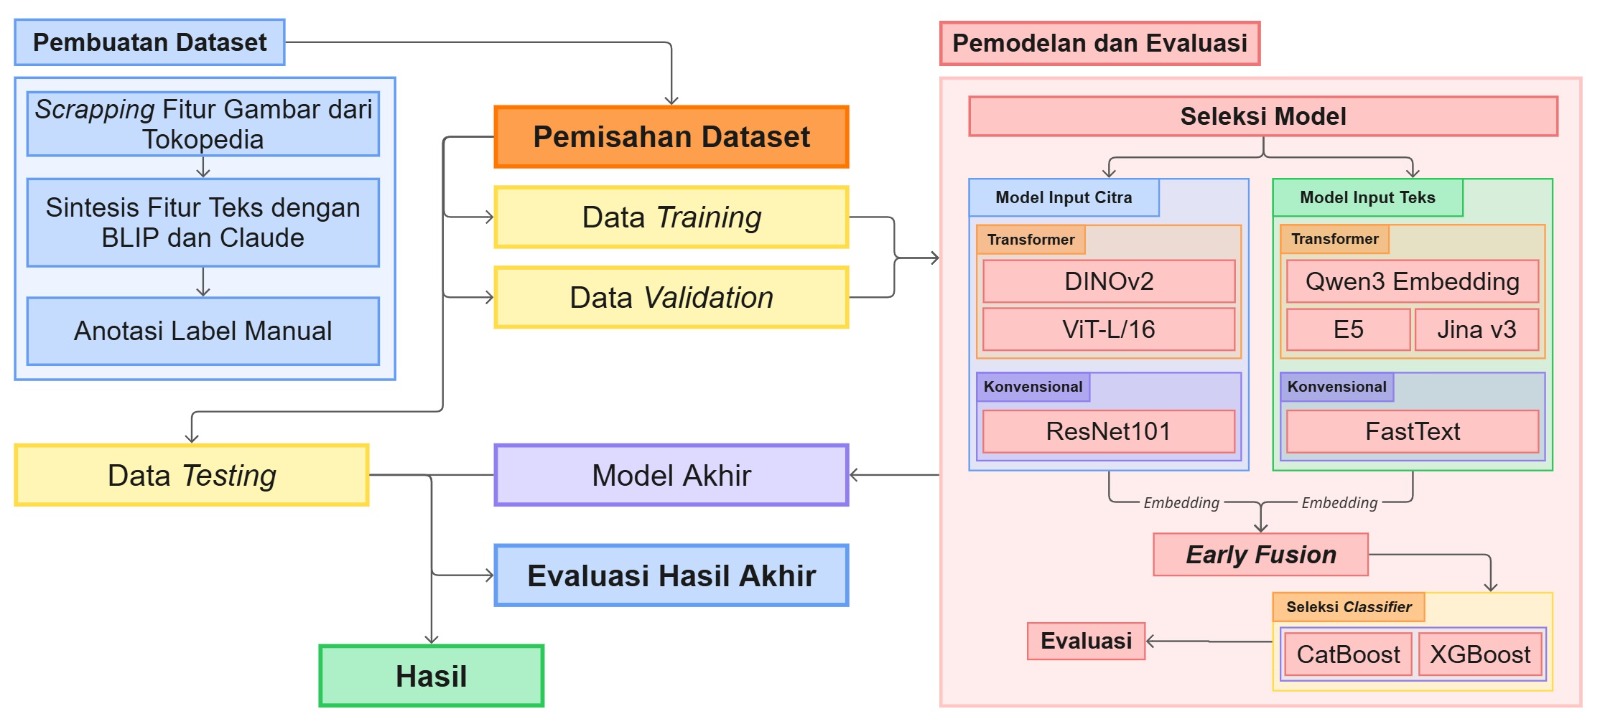 Pembuatan Dataset
Scrapping Fitur Gambar dari
Tokopedia
Sintesis Fitur Teks dengan
BLIP dan Claude
Anotasi Label Manual
Pemisahan Dataset
Data Training
Data Validation
Data Testing
Model Akhir
Evaluasi Hasil Akhir
Hasil
Pemodelan dan Evaluasi
Seleksi Model
Model Input Citra
Transformer
DINOv2
ViT-L/16
Konvensional
ResNet101
Model Input Teks
Transformer
Qwen3 Embedding
E5
Jina v3
Konvensional
FastText
Embedding
Embedding
Early Fusion
Seleksi Classifier
CatBoost
XGBoost
Evaluasi